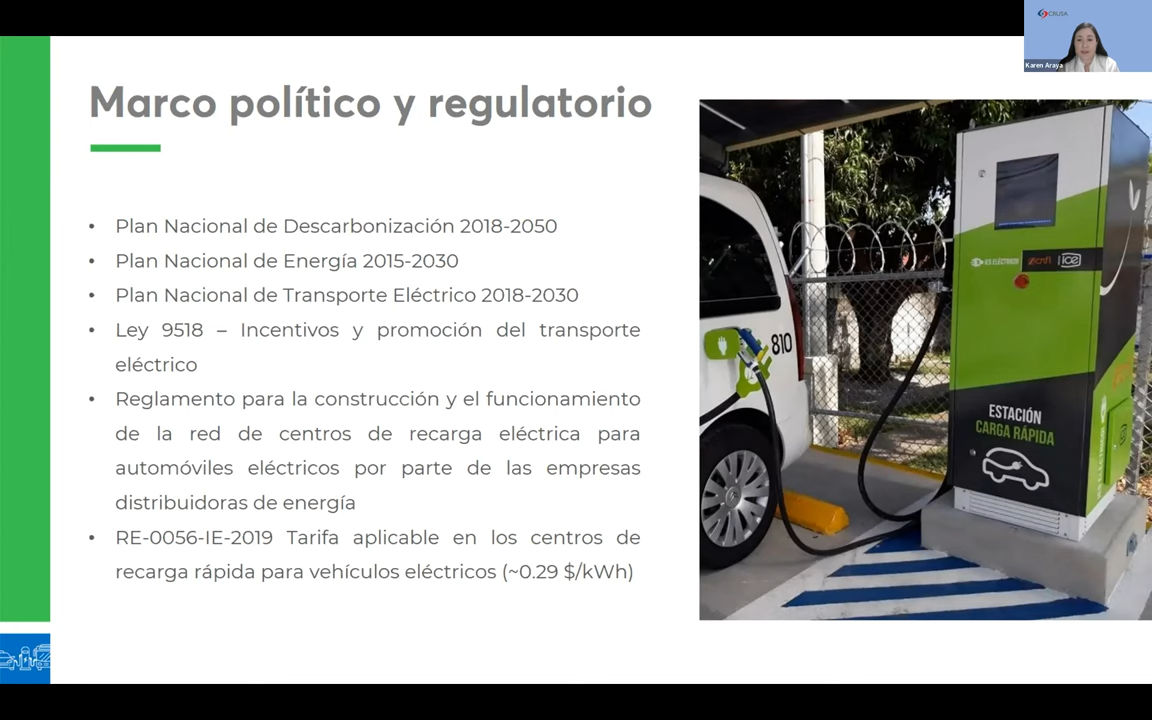 CRUSA
Karen Araya
Marco político y regulatorio
• Plan Nacional de Descarbonización 2018-2050
• Plan Nacional de Energía 2015-2030
• Plan Nacional de Transporte Eléctrico 2018-2030
• Ley 9518 – Incentivos y promoción del transporte
eléctrico
• Reglamento para la construcción y el funcionamiento
de la red de centros de recarga eléctrica para
automóviles eléctricos por parte de las empresas
distribuidoras de energía
• RE-0056-IE-2019 Tarifa aplicable en los centros de
recarga rápida para vehículos eléctricos (~0.29 $/kWh)
810
ice
ESTACIÓN
CARGA RÁPIDA